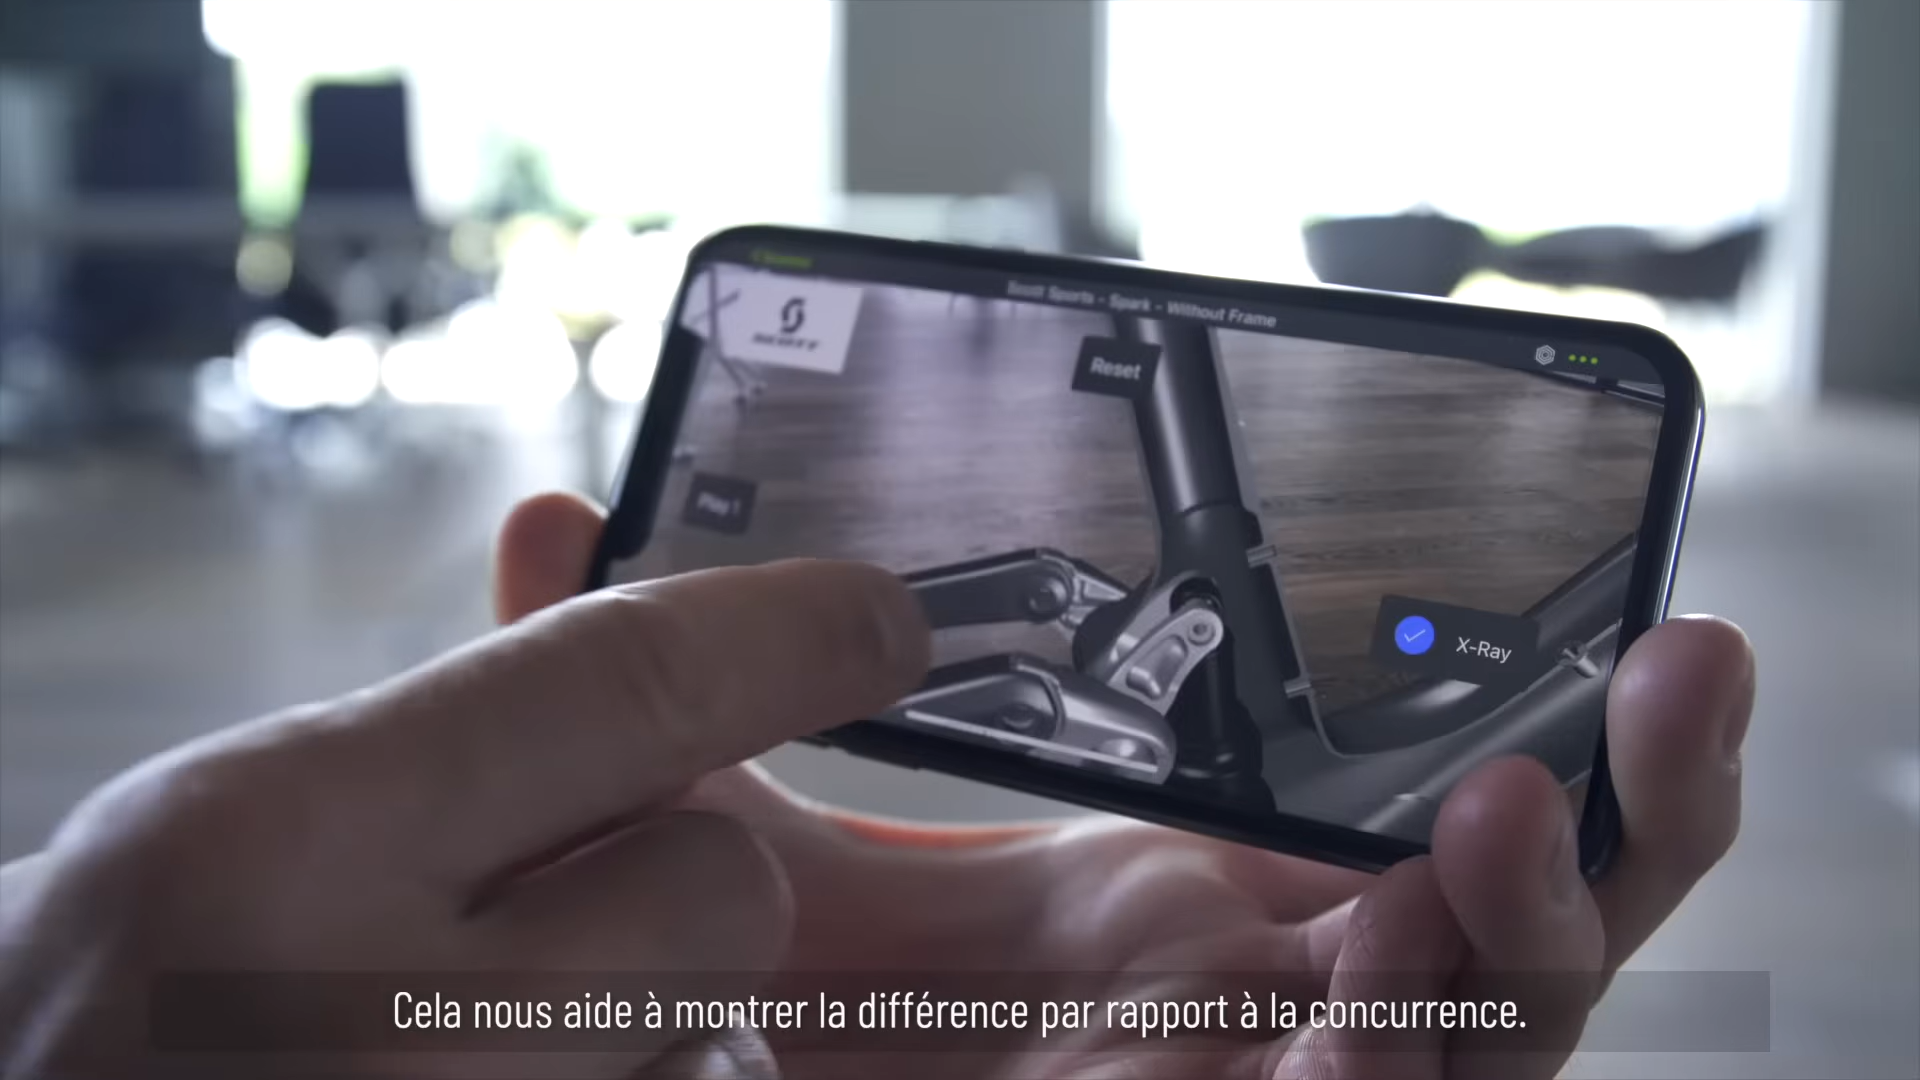 Scott Sports - Spark - Without Frame
SCOTT
Reset
Play 1
X-Ray
Cela nous aide à montrer la différence par rapport à la concurrence.